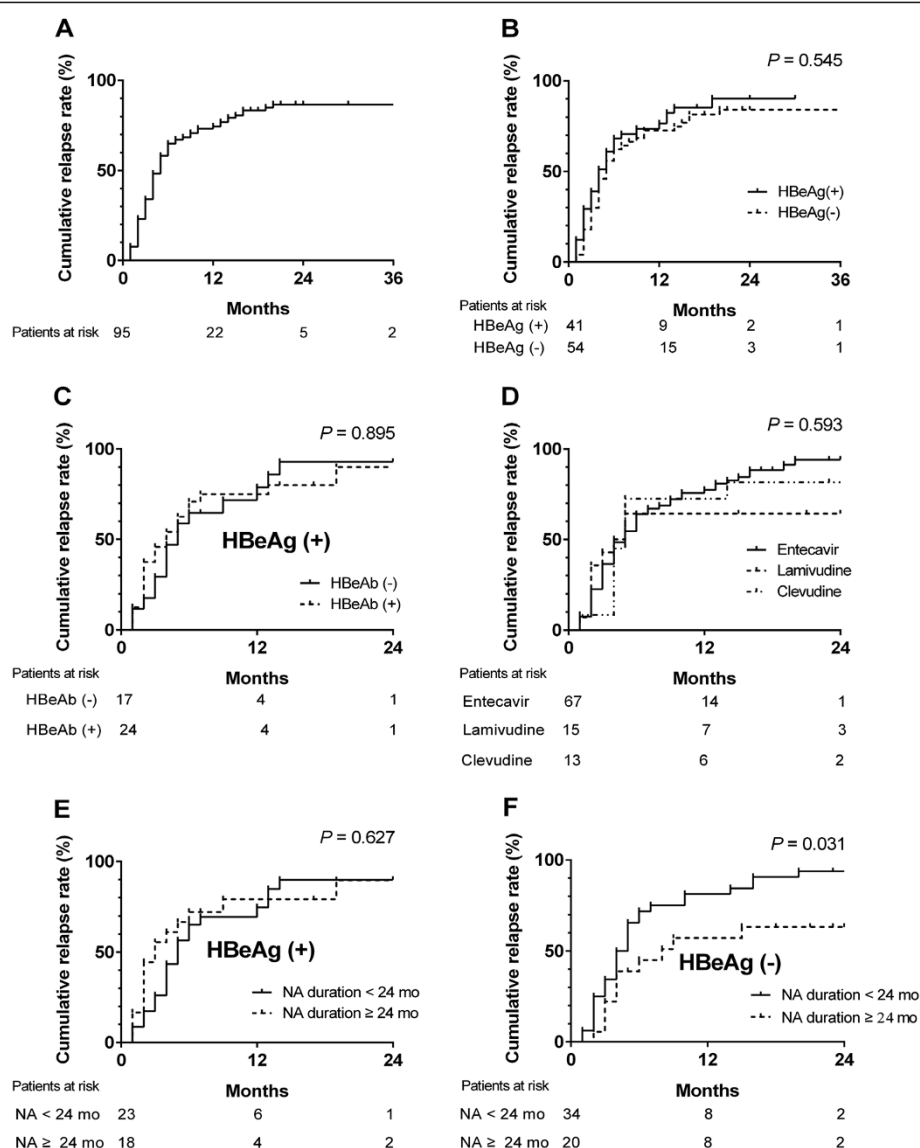 A
Cumulative relapse rate (%)
100
50
0
0 12 24 36
Months
Patients at risk 95 22 5 2
B
P = 0.545
Cumulative relapse rate (%)
100
50
0
HBeAg(+)
HBeAg(-)
0 12 24 36
Months
Patients at risk
HBeAg (+) 41 9 2 1
HBeAg (-) 54 15 3 1
C
P = 0.895
Cumulative relapse rate (%)
100
50
0
HBeAg (+)
HBeAb (-)
HBeAb (+)
0 12 24
Months
Patients at risk
HBeAb (-) 17 4 1
HBeAb (+) 24 4 1
D
P = 0.593
Cumulative relapse rate (%)
100
50
0
Entecavir
Lamivudine
Clevudine
0 12 24
Months
Patients at risk
Entecavir 67 14 1
Lamivudine 15 7 3
Clevudine 13 6 2
E
P = 0.627
Cumulative relapse rate (%)
100
50
0
HBeAg (+)
NA duration < 24 mo
NA duration ≥ 24 mo
0 12 24
Months
Patients at risk
NA < 24 mo 23 6 1
NA ≥ 24 mo 18 4 2
F
P = 0.031
Cumulative relapse rate (%)
100
50
0
HBeAg (-)
NA duration < 24 mo
NA duration ≥ 24 mo
0 12 24
Months
Patients at risk
NA < 24 mo 34 8 2
NA ≥ 24 mo 20 8 2